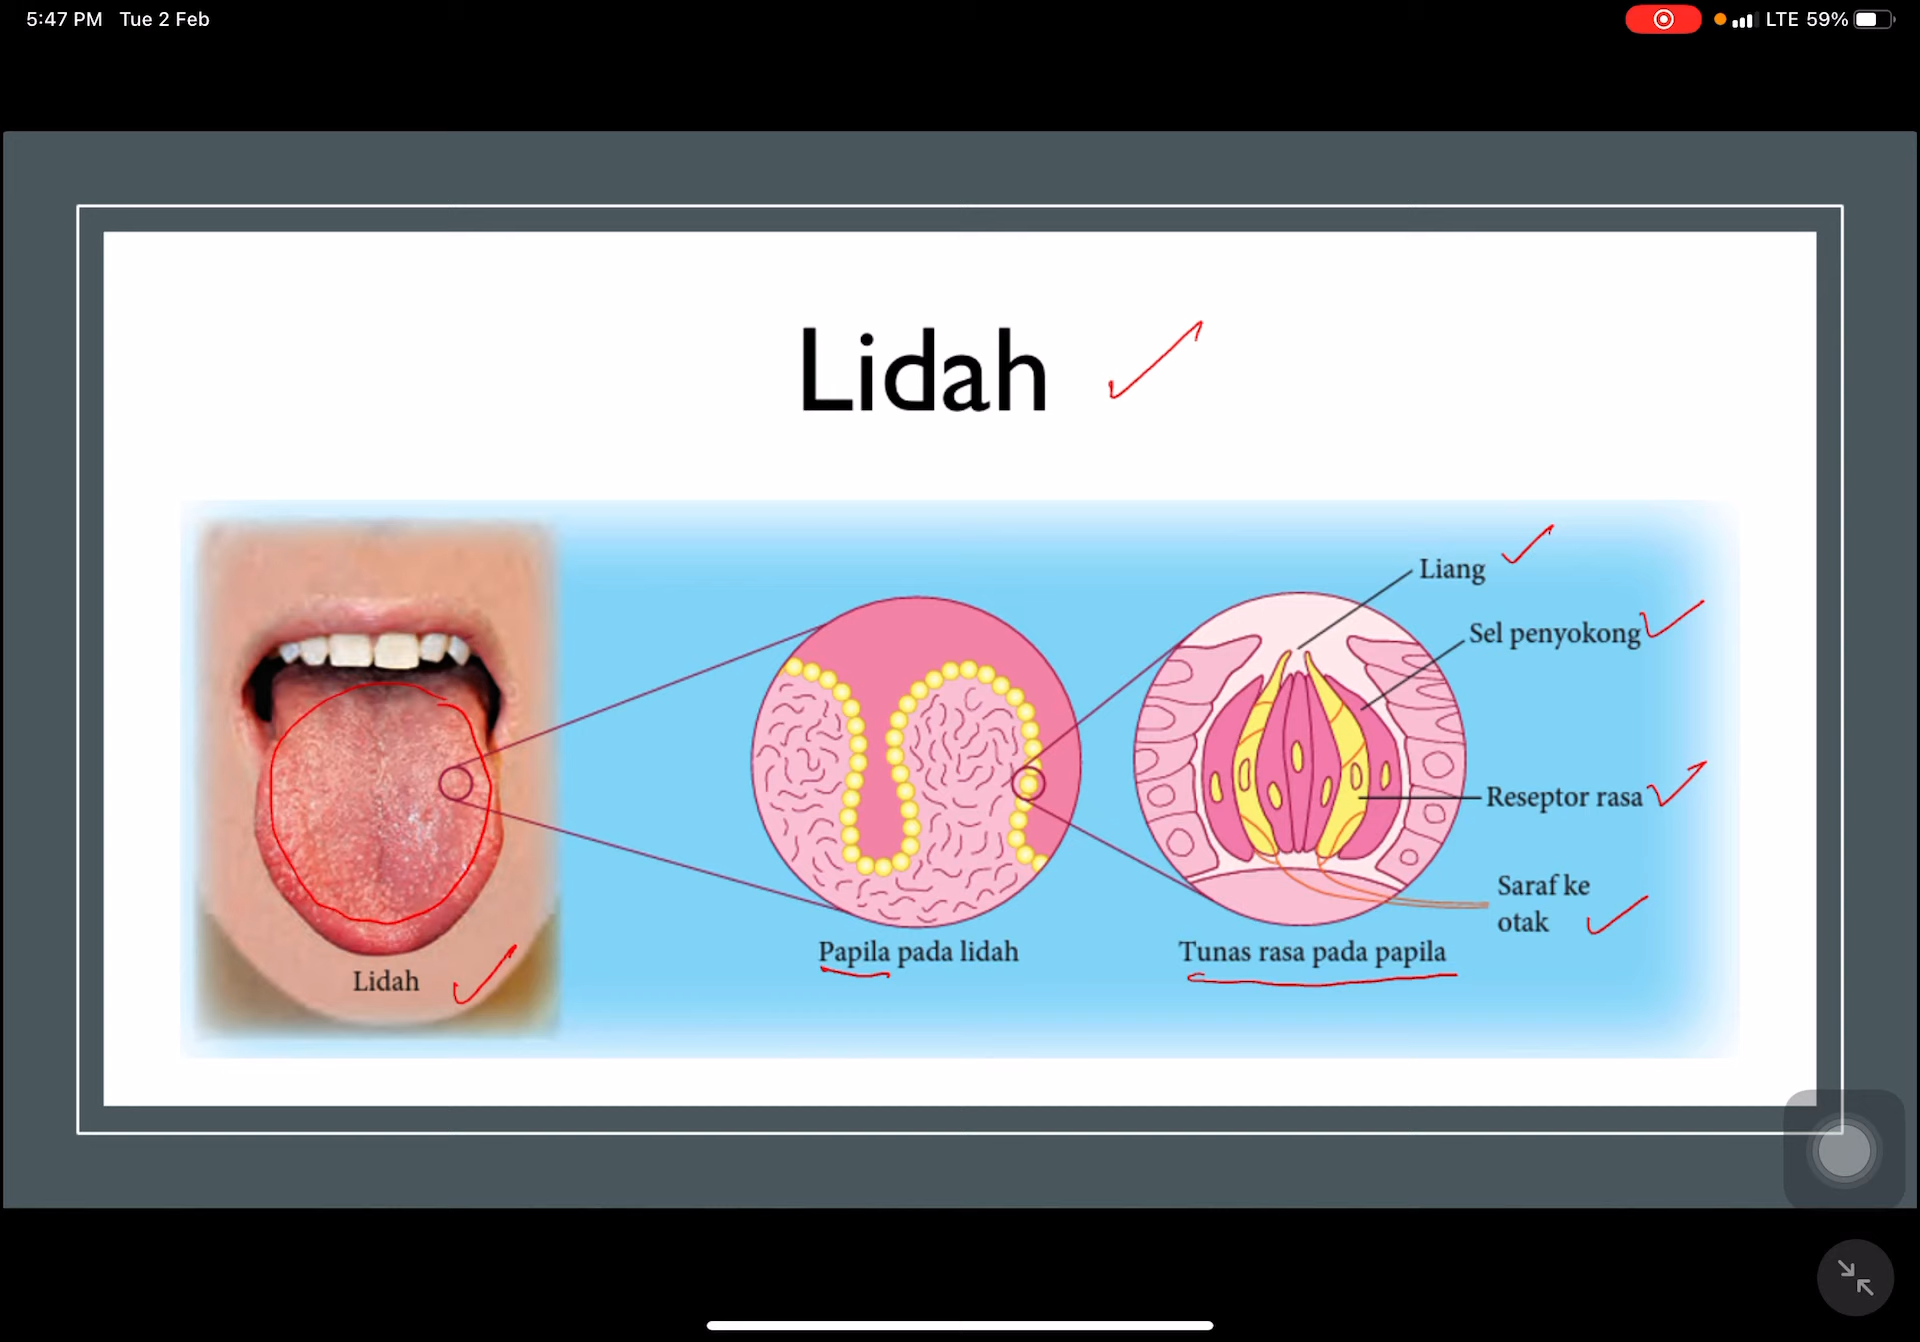 5:47 PM Tue 2 Feb
LTE 59%
Lidah
Liang
Sel penyokong
Reseptor rasa
Saraf ke
otak
Lidah
Papila pada lidah
Tunas rasa pada papila